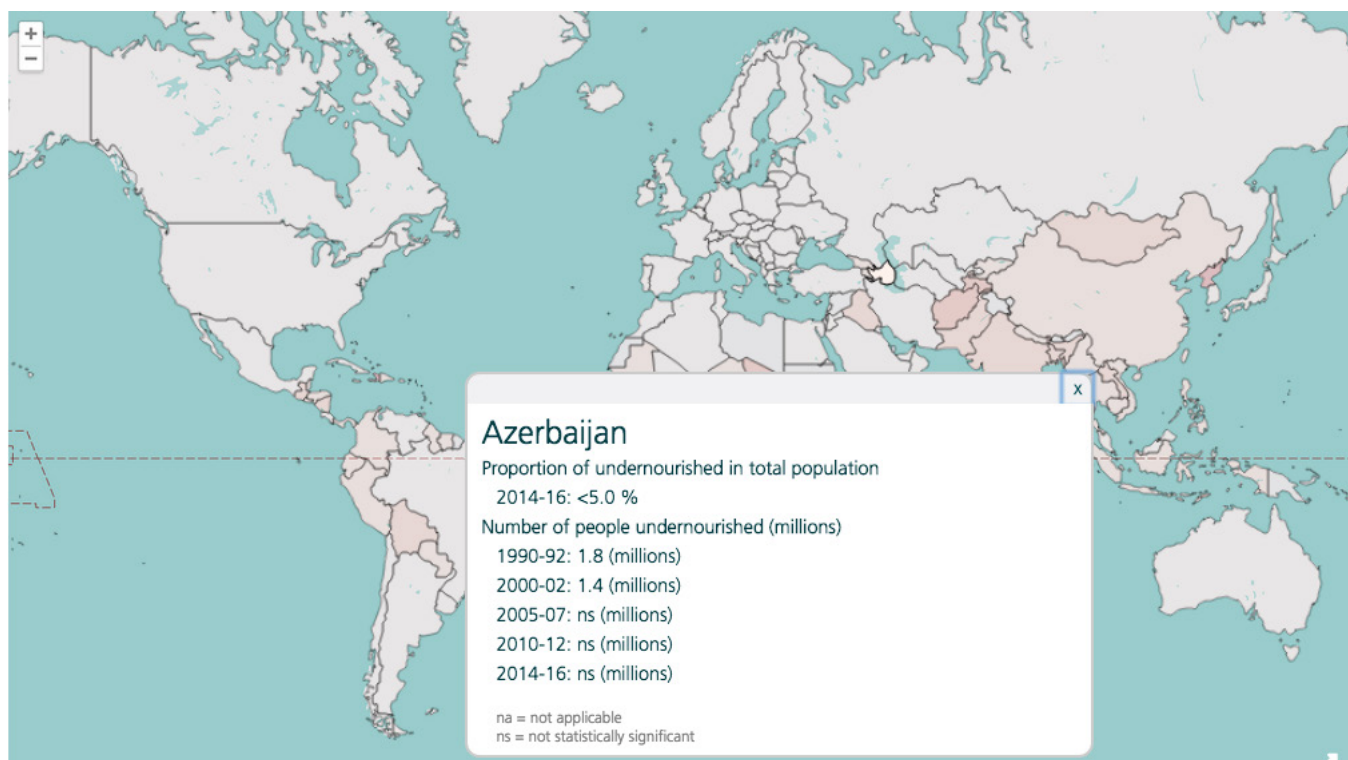 +
−
x
Azerbaijan
Proportion of undernourished in total population
2014-16: <5.0 %
Number of people undernourished (millions)
1990-92: 1.8 (millions)
2000-02: 1.4 (millions)
2005-07: ns (millions)
2010-12: ns (millions)
2014-16: ns (millions)
na = not applicable
ns = not statistically significant